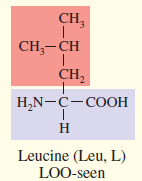 CH₃
CH₃—CH
CH₂
H₂N—C—COOH
H
Leucine (Leu, L)
LOO-seen